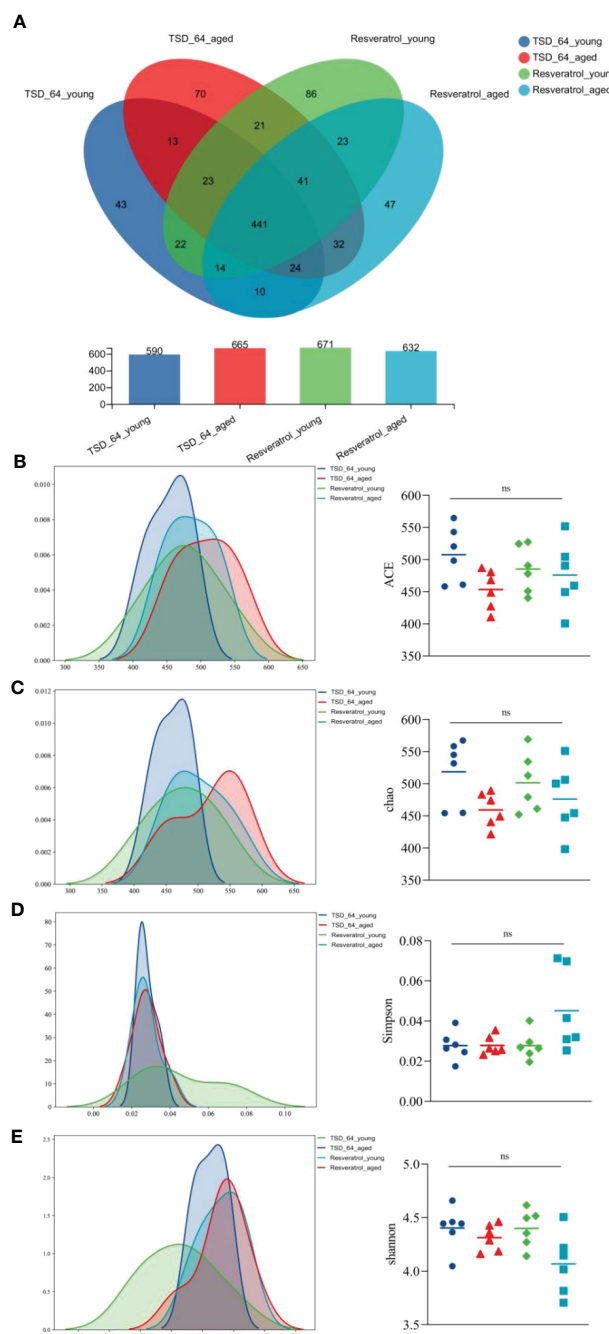 A
TSD_64_aged
Resveratrol_young
TSD_64_young
Resveratrol_aged
TSD_64_young
TSD_64_aged
Resveratrol_young
Resveratrol_aged
70
86
13
21
23
43
23
41
47
441
22
32
14
24
10
600
400
200
0
590
665
671
632
TSD_64_young
TSD_64_aged
Resveratrol_young
Resveratrol_aged
B
TSD_64_young
TSD_64_aged
Resveratrol_young
Resveratrol_aged
0.010
0.008
0.006
0.004
0.002
0.000
300 350 400 450 500 550 600 650
ACE
600
550
500
450
400
350
ns
C
TSD_64_young
TSD_64_aged
Resveratrol_young
Resveratrol_aged
0.012
0.010
0.008
0.006
0.004
0.002
0.000
300 350 400 450 500 550 600 650
chao
600
550
500
450
400
350
ns
D
TSD_64_young
TSD_64_aged
Resveratrol_young
Resveratrol_aged
80
70
60
50
40
30
20
10
0
0.00 0.02 0.04 0.06 0.08 0.10
Simpson
0.08
0.06
0.04
0.02
0.00
ns
E
TSD_64_young
TSD_64_aged
Resveratrol_young
Resveratrol_aged
2.5
2.0
1.5
1.0
0.5
0.0
shannon
5.0
4.5
4.0
3.5
ns